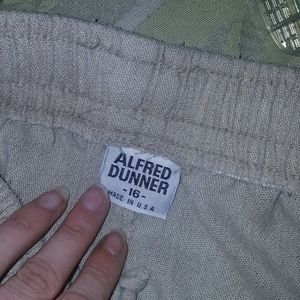 ALFRED
DUNNER
-16-
MADE IN U.S.A